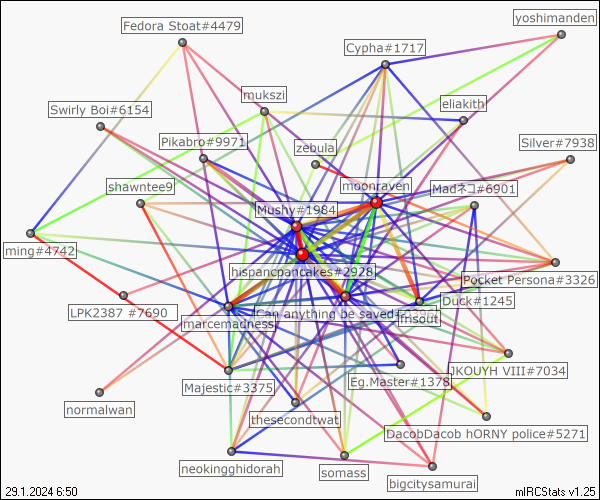 yoshimanden
Fedora Stoat#4479
Cypha#1717
mukszi
eliakith
Swirly Boi#6154
Pikabro#9971
zebula
Silver#7938
shawntee9
moonraven
Madネコ#6901
Mushy#1984
ming#4742
hispancpancakes#2928
Pocket Persona#3326
LPK2387 #7690
Duck#1245
Can anything be saved
frisout
marcemadness
JKOUYH VIII#7034
Majestic#3375
Eg.Master#1378
normalwan
thesecondtwat
DacobDacob hORNY police#5271
neokingghidorah
somass
bigcitysamurai
29.1.2024 6:50
mIRCStats v1.25